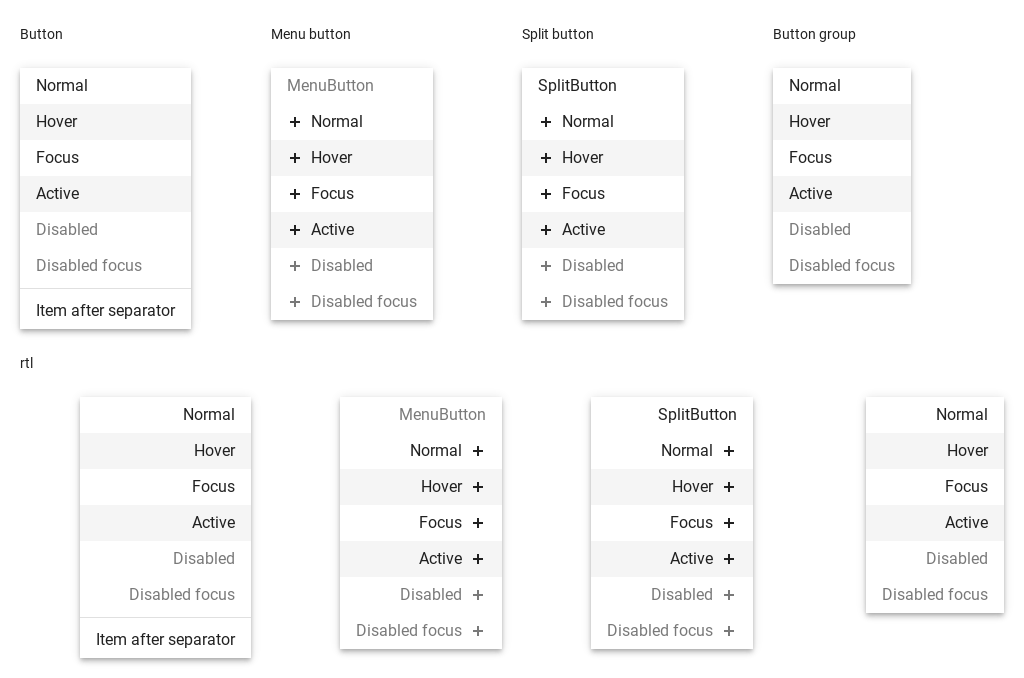 Button
Normal
Hover
Focus
Active
Disabled
Disabled focus
Item after separator
Menu button
MenuButton
Normal
Hover
Focus
Active
Disabled
Disabled focus
Split button
SplitButton
Normal
Hover
Focus
Active
Disabled
Disabled focus
Button group
Normal
Hover
Focus
Active
Disabled
Disabled focus
rtl
Normal
Hover
Focus
Active
Disabled
Disabled focus
Item after separator
MenuButton
Normal
Hover
Focus
Active
Disabled
Disabled focus
SplitButton
Normal
Hover
Focus
Active
Disabled
Disabled focus
Normal
Hover
Focus
Active
Disabled
Disabled focus